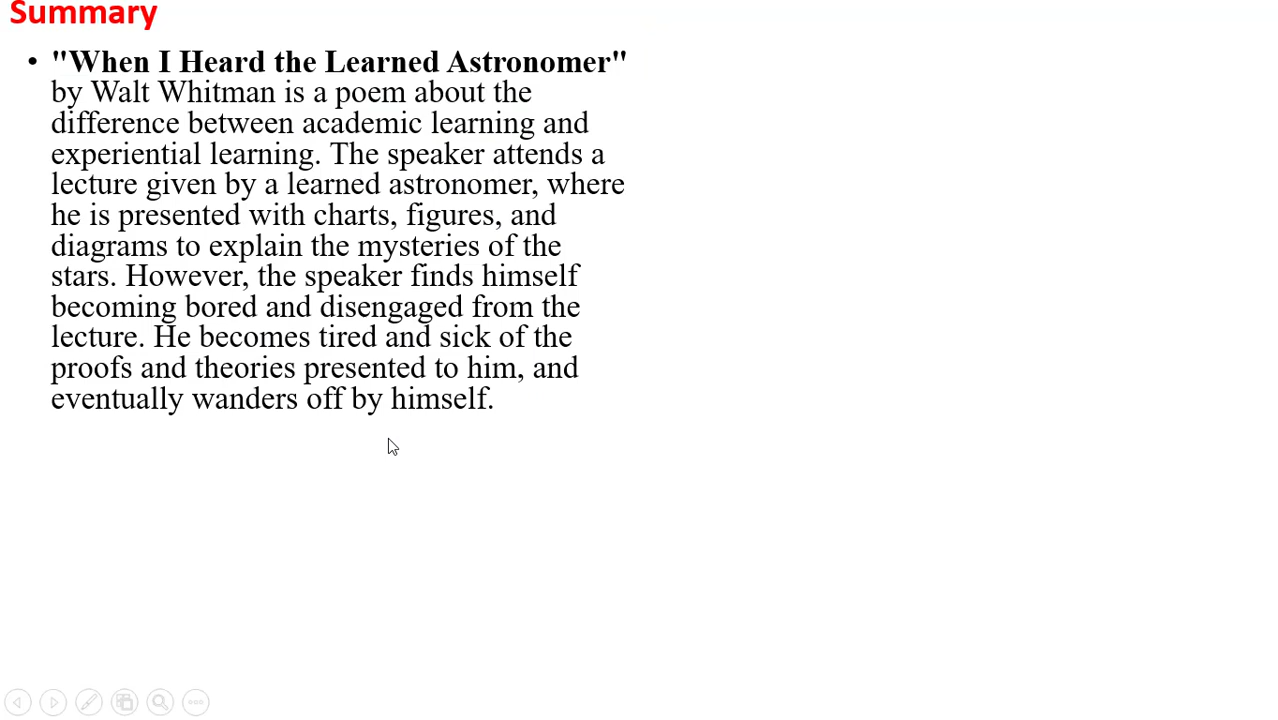 Summary
• "When I Heard the Learned Astronomer"
by Walt Whitman is a poem about the
difference between academic learning and
experiential learning. The speaker attends a
lecture given by a learned astronomer, where
he is presented with charts, figures, and
diagrams to explain the mysteries of the
stars. However, the speaker finds himself
becoming bored and disengaged from the
lecture. He becomes tired and sick of the
proofs and theories presented to him, and
eventually wanders off by himself.